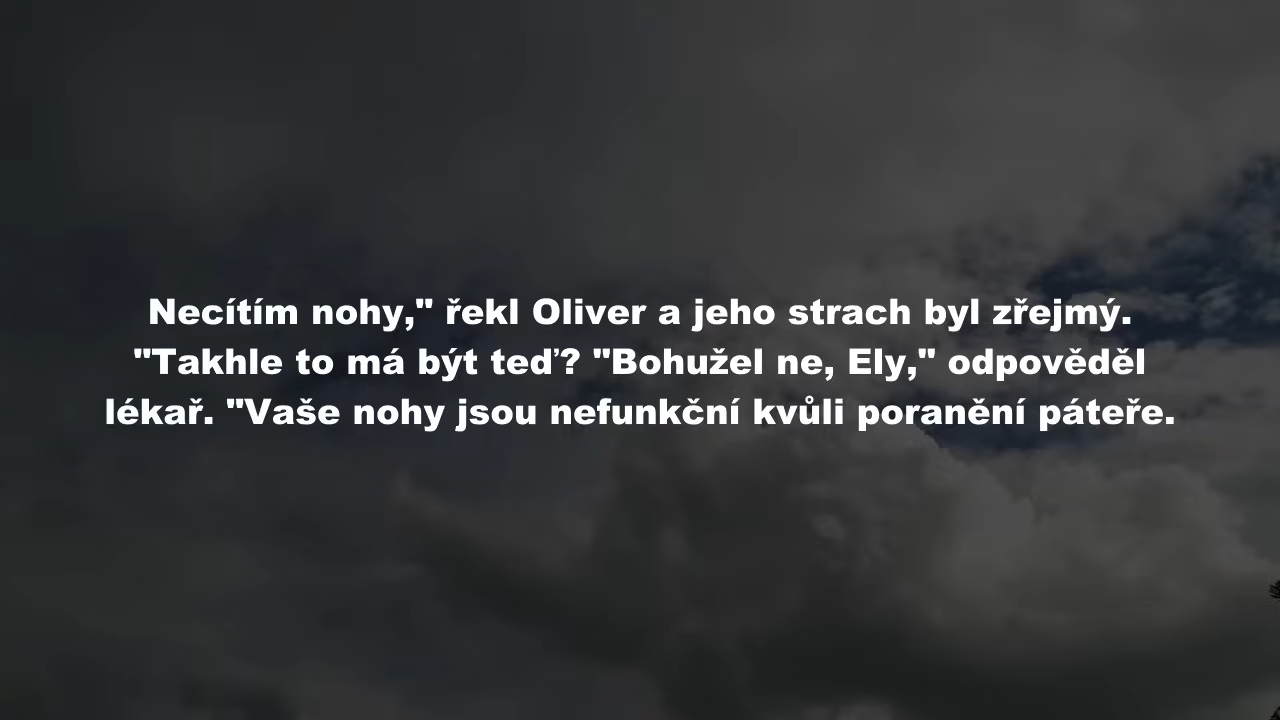 Necítím nohy," řekl Oliver a jeho strach byl zřejmý.
"Takhle to má být teď? "Bohužel ne, Ely," odpověděl
lékař. "Vaše nohy jsou nefunkční kvůli poranění páteře.